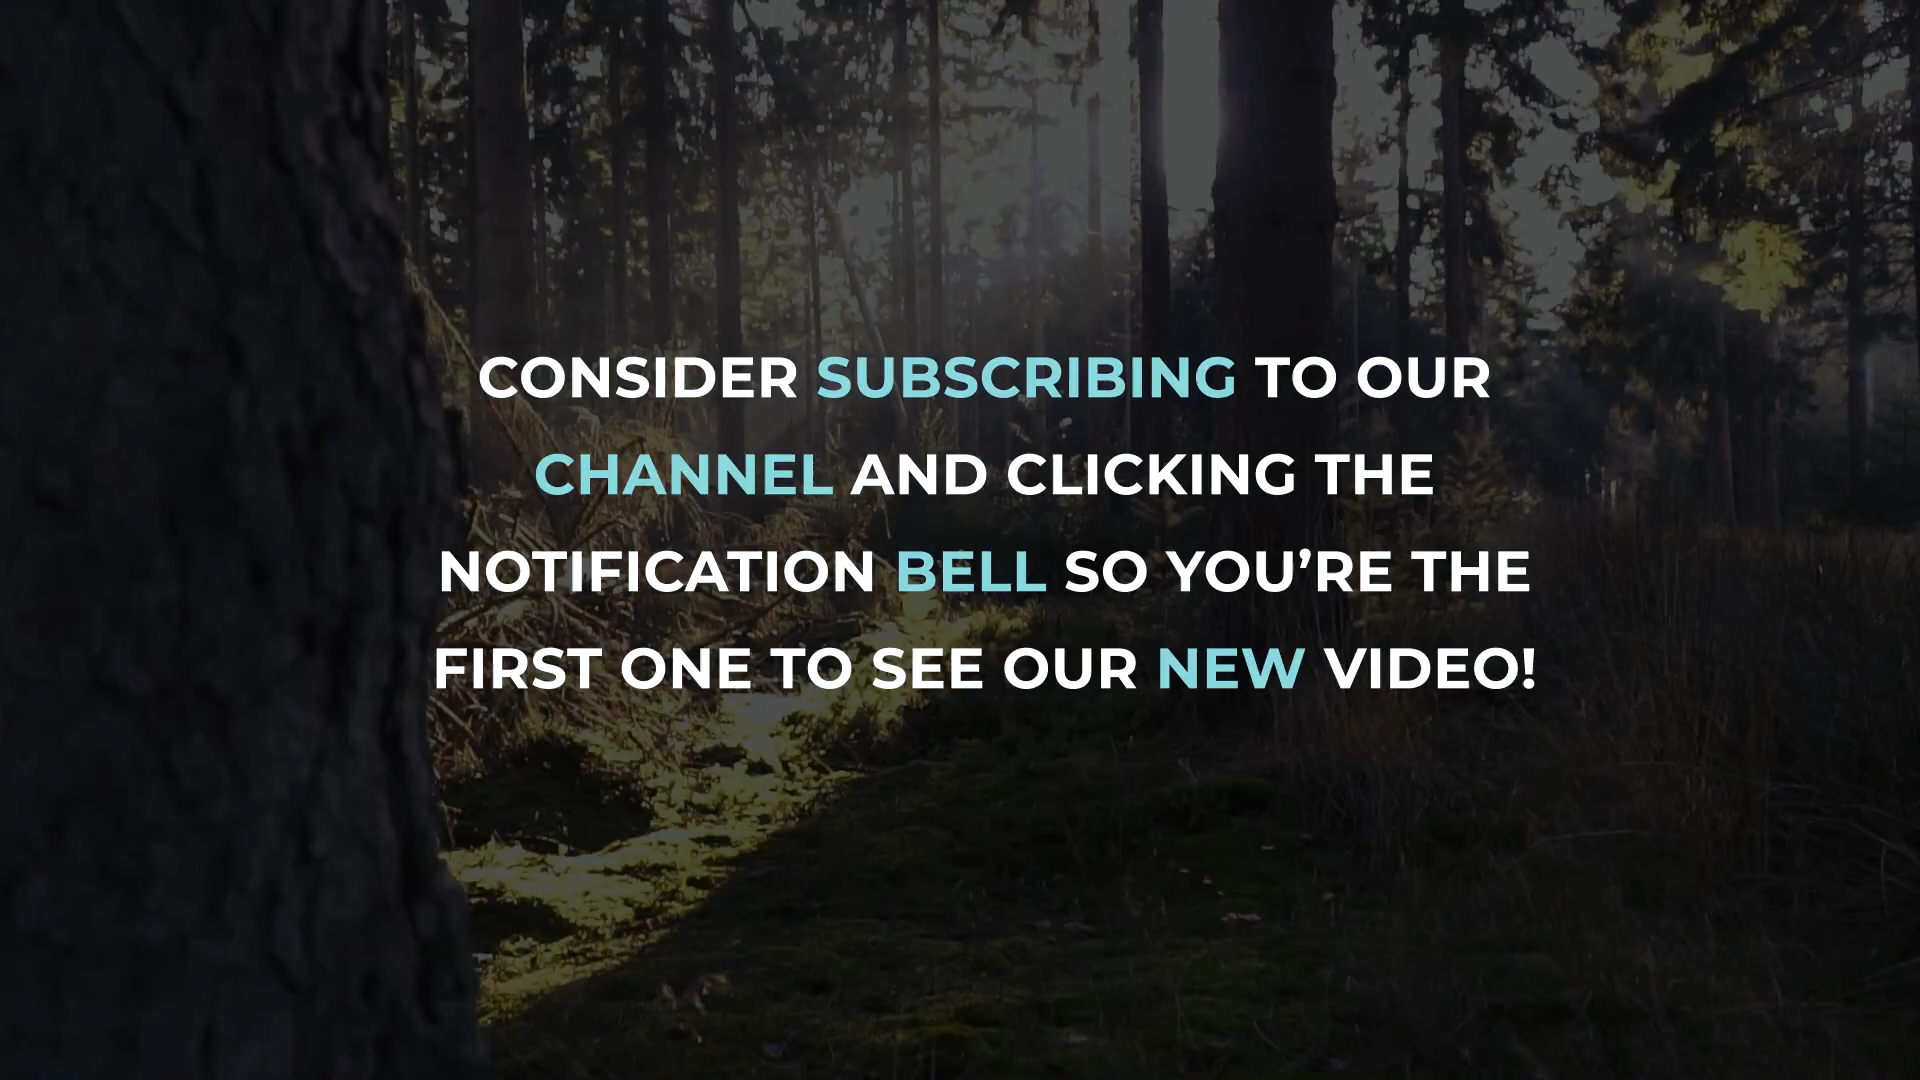 CONSIDER SUBSCRIBING TO OUR
CHANNEL AND CLICKING THE
NOTIFICATION BELL SO YOU’RE THE
FIRST ONE TO SEE OUR NEW VIDEO!